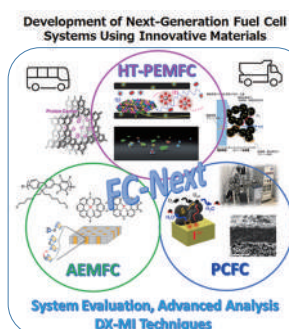 Development of Next-Generation Fuel Cell
Systems Using Innovative Materials
HT-PEMFC
FC-Next
AEMFC
PCFC
System Evaluation, Advanced Analysis
DX-MI Techniques